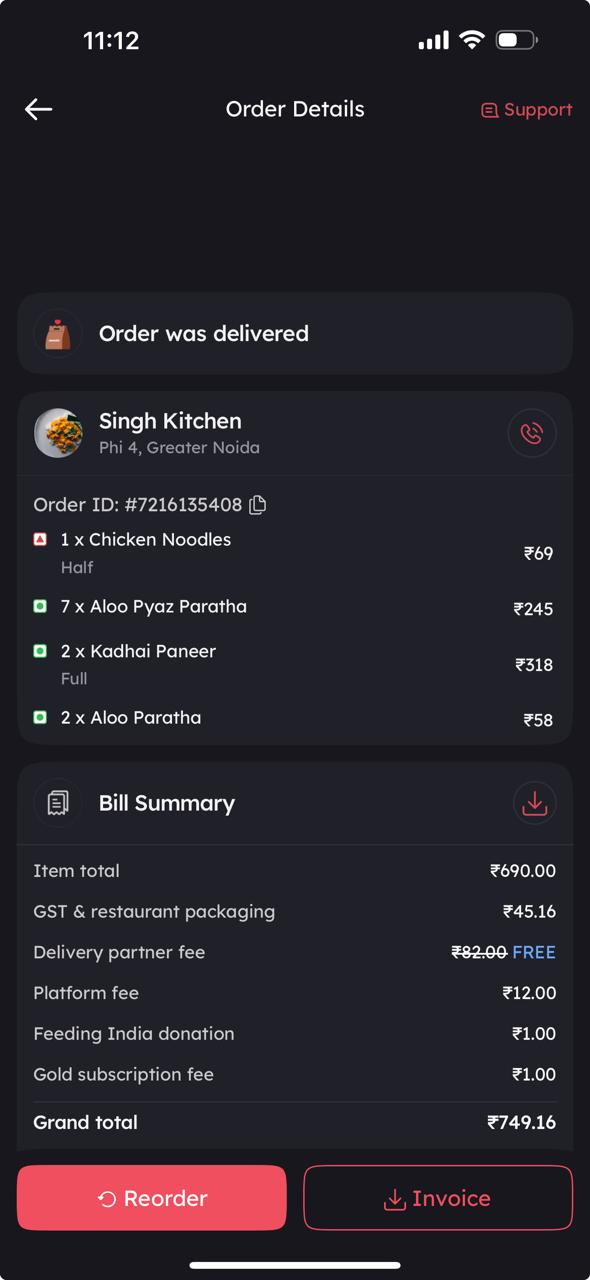 11:12
Order Details
Support
Order was delivered
Singh Kitchen
Phi 4, Greater Noida
Order ID: #7216135408
1 x Chicken Noodles
Half
₹69
7 x Aloo Pyaz Paratha ₹245
2 x Kadhai Paneer
Full
₹318
2 x Aloo Paratha ₹58
Bill Summary
Item total ₹690.00
GST & restaurant packaging ₹45.16
Delivery partner fee ₹82.00 FREE
Platform fee ₹12.00
Feeding India donation ₹1.00
Gold subscription fee ₹1.00
Grand total ₹749.16
Reorder
Invoice